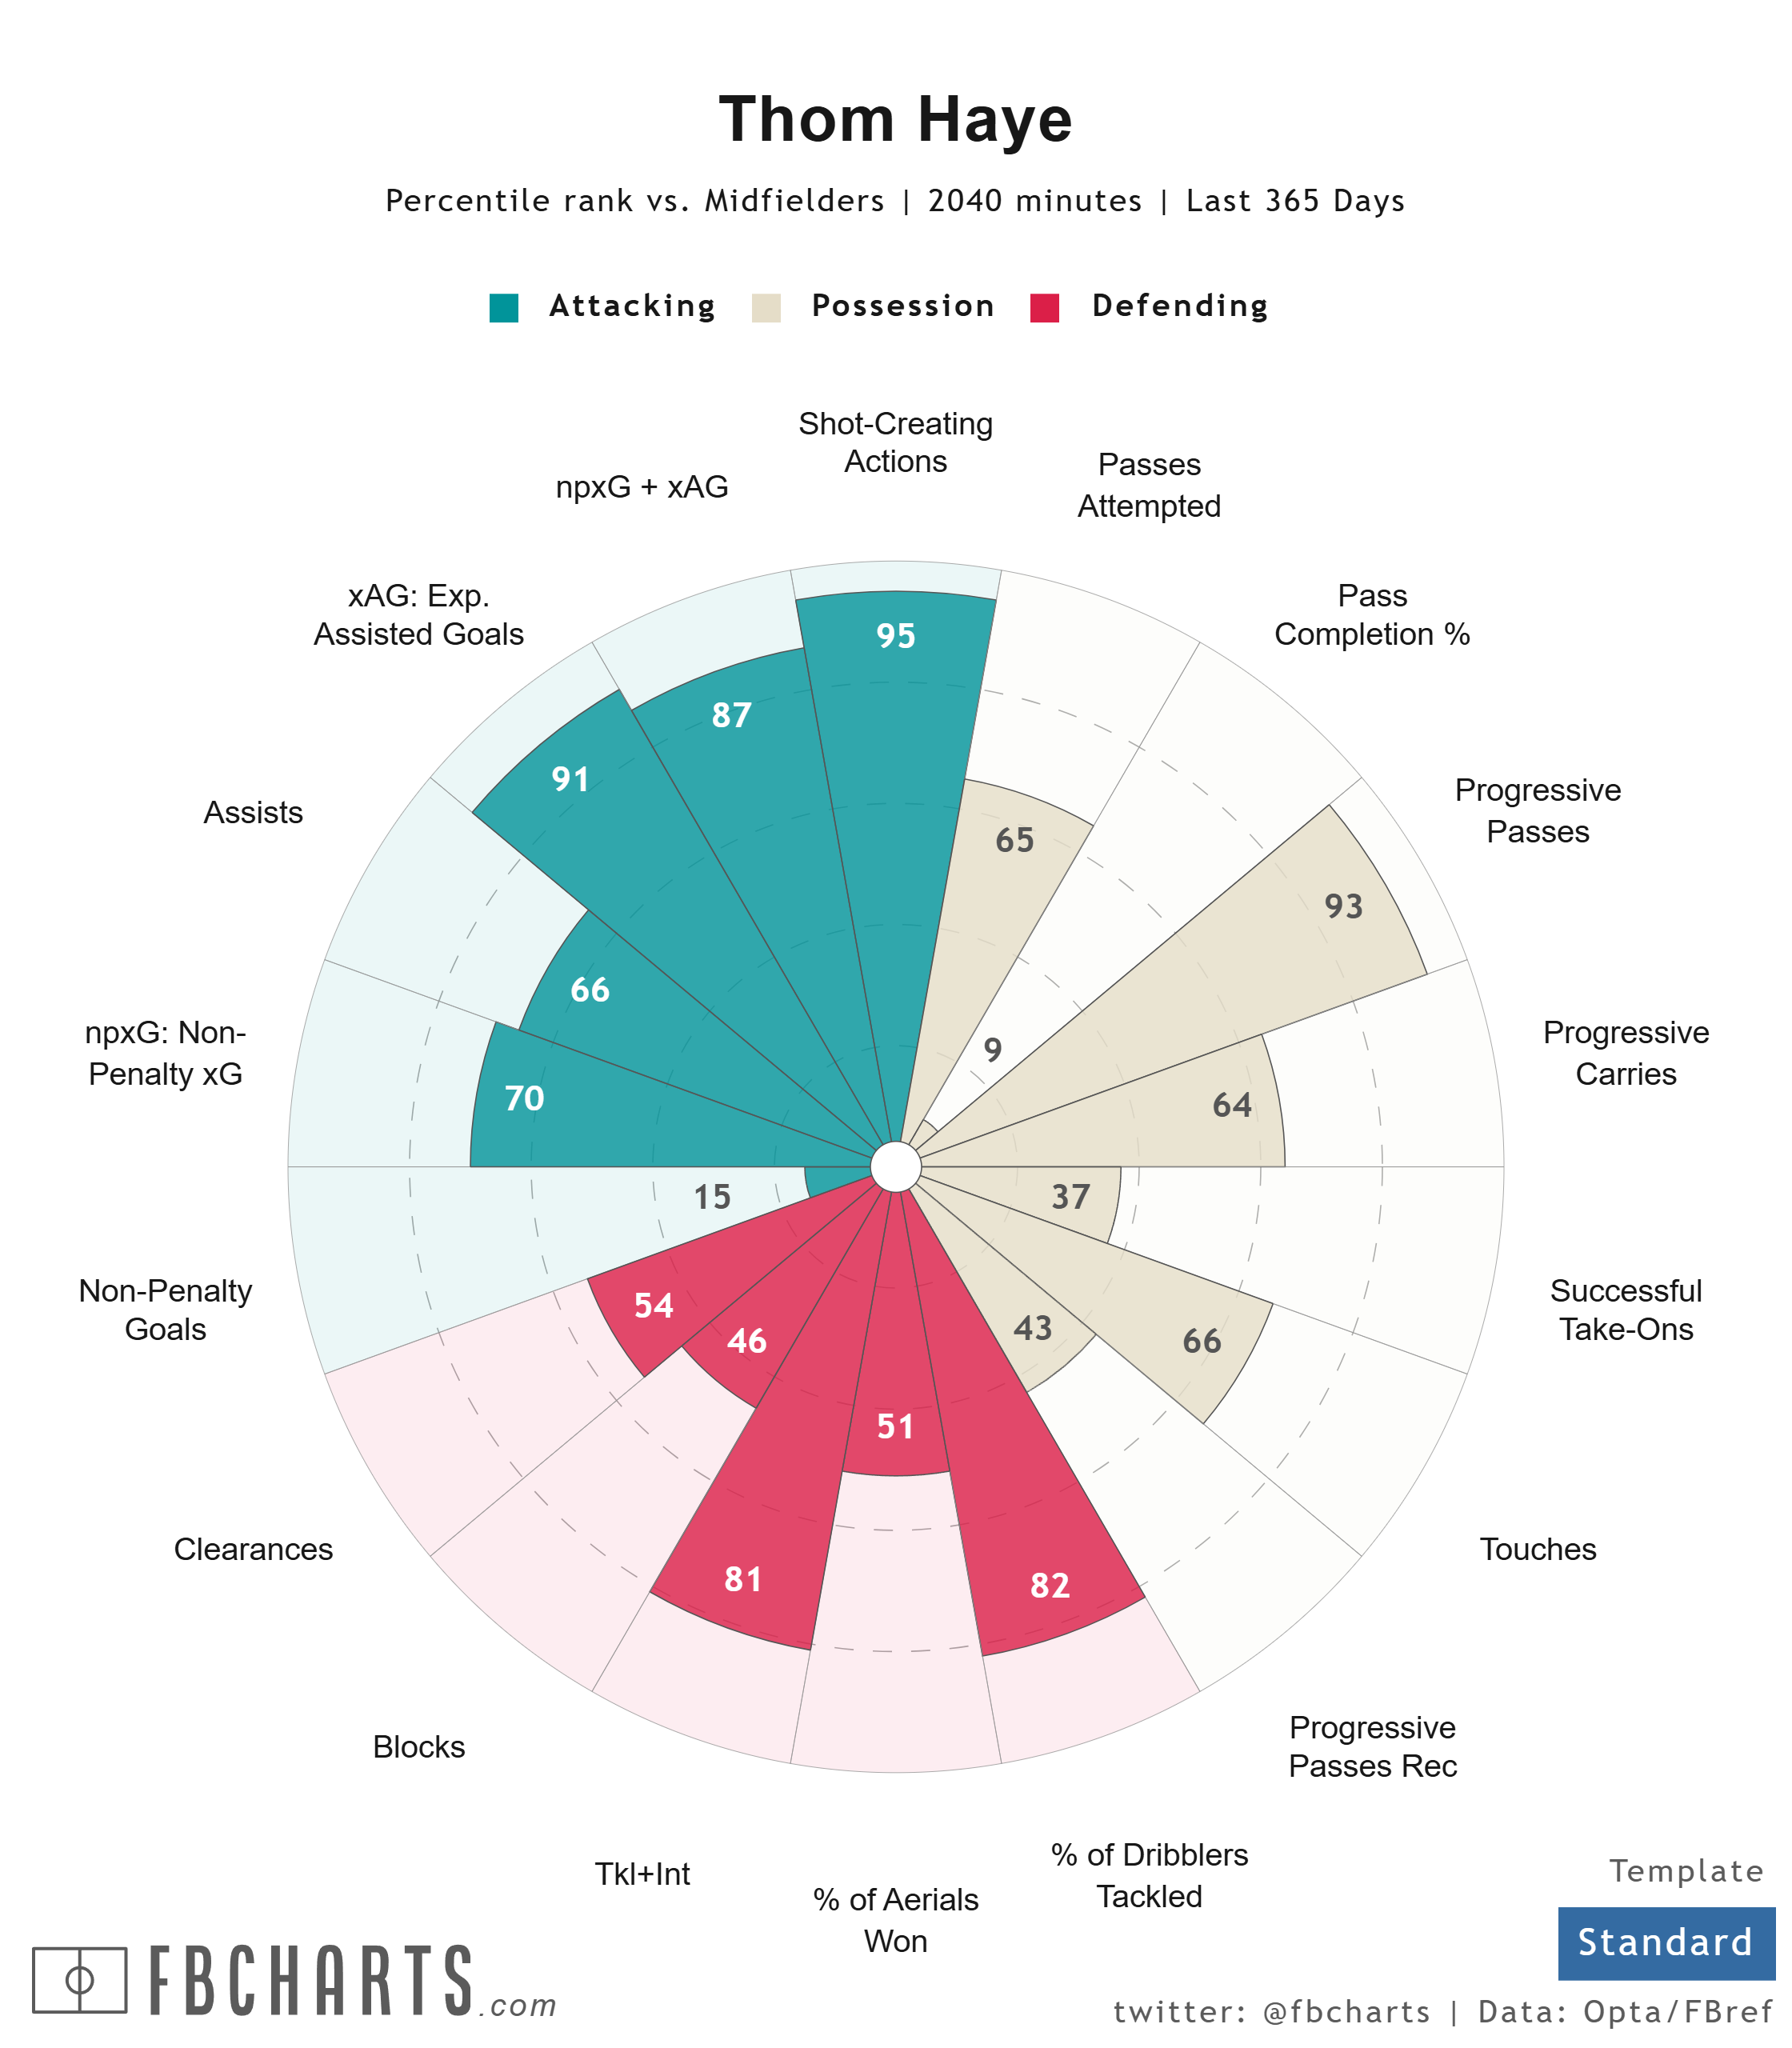 Thom Haye
Percentile rank vs. Midfielders | 2040 minutes | Last 365 Days
Attacking Possession Defending
Shot-Creating
Actions
Passes
Attempted
npxG + xAG
xAG: Exp.
Assisted Goals
Pass
Completion %
95
87
91
Assists
Progressive
Passes
65
93
66
npxG: Non-
Penalty xG
70
9
64
Progressive
Carries
15
37
Non-Penalty
Goals
54
46
43
66
Successful
Take-Ons
51
Clearances
81
82
Touches
Blocks
Progressive
Passes Rec
Tkl+Int
% of Aerials
Won
% of Dribblers
Tackled
Template
Standard
FBCHARTS.com
twitter: @fbcharts | Data: Opta/FBref